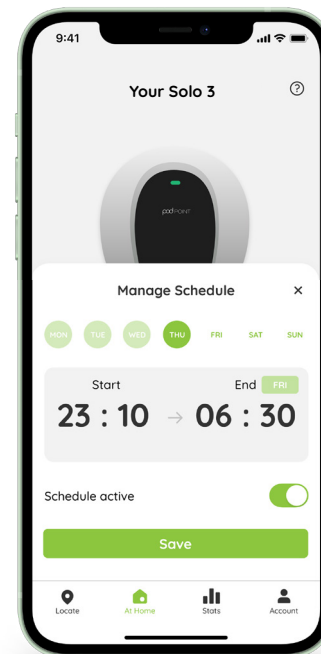 9:41
Your Solo 3
?
pod POINT
Manage Schedule ×
MON TUE WED THU FRI SAT SUN
Start End FRI
23 : 10 → 06 : 30
Schedule active
Save
Locate At Home Stats Account